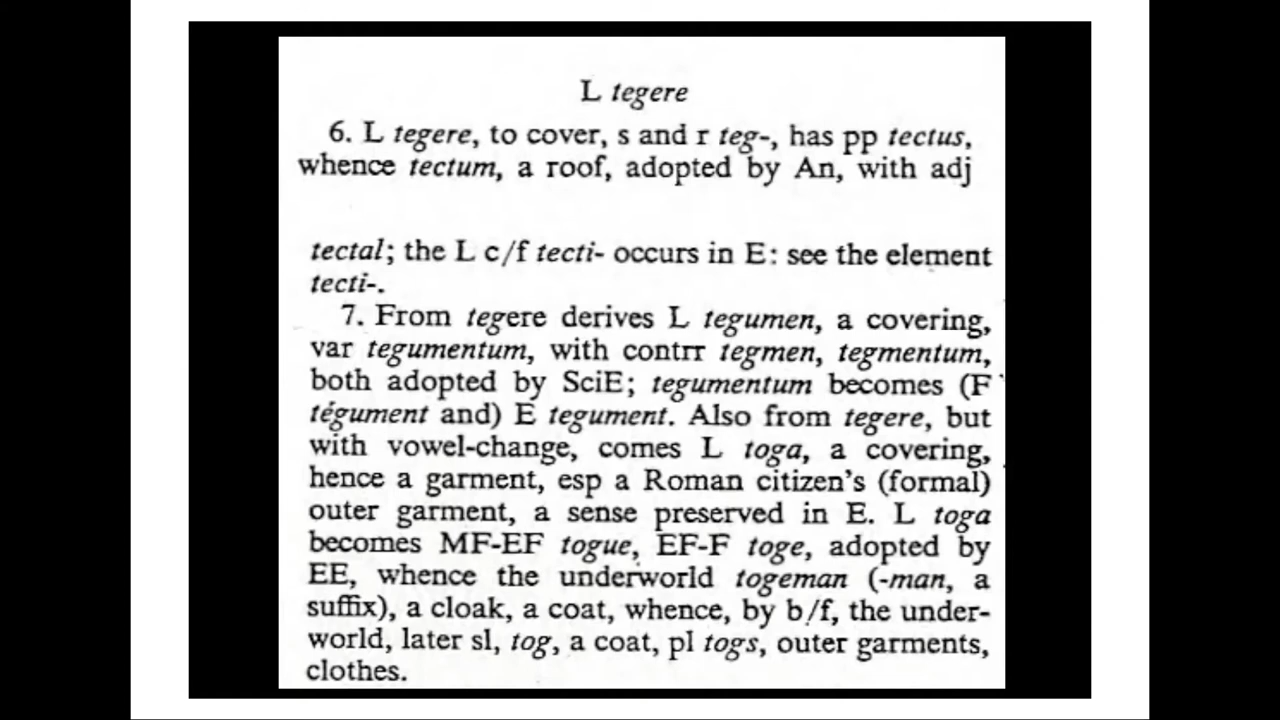 L tegere
6. L tegere, to cover, s and r teg-, has pp tectus,
whence tectum, a roof, adopted by An, with adj
tectal; the L c/f tecti- occurs in E: see the element
tecti-.
7. From tegere derives L tegumen, a covering,
var tegumentum, with contrr tegmen, tegmentum,
both adopted by SciE; tegumentum becomes (F
tégument and) E tegument. Also from tegere, but
with vowel-change, comes L toga, a covering,
hence a garment, esp a Roman citizen's (formal)
outer garment, a sense preserved in E. L toga
becomes MF-EF togue, EF-F toge, adopted by
EE, whence the underworld togeman (-man, a
suffix), a cloak, a coat, whence, by b/f, the under-
world, later sl, tog, a coat, pl togs, outer garments,
clothes.